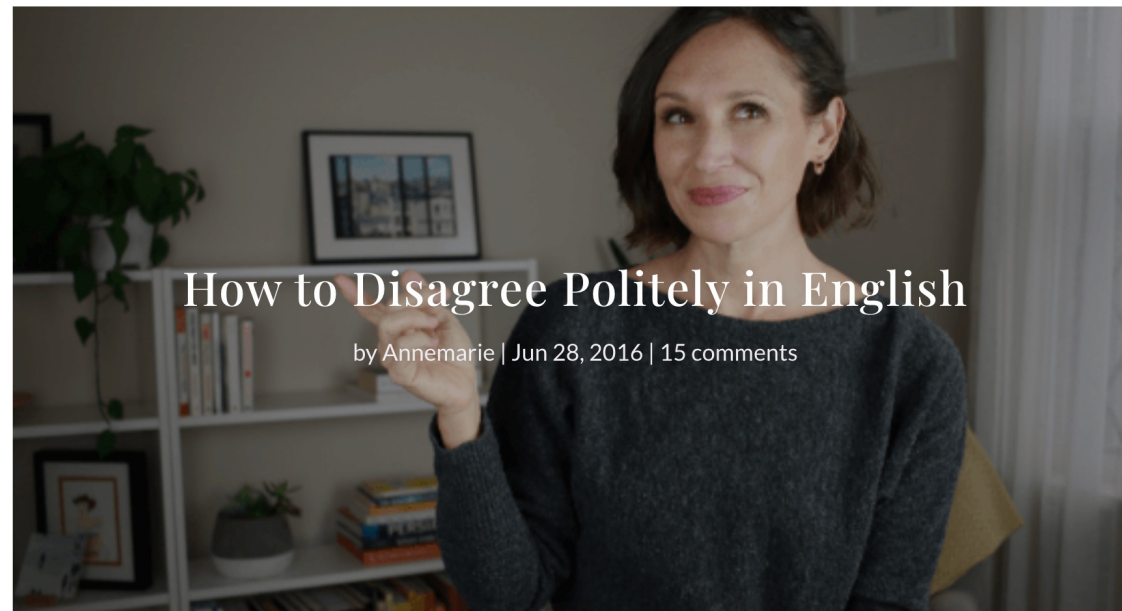 How to Disagree Politely in English
by Annemarie | Jun 28, 2016 | 15 comments